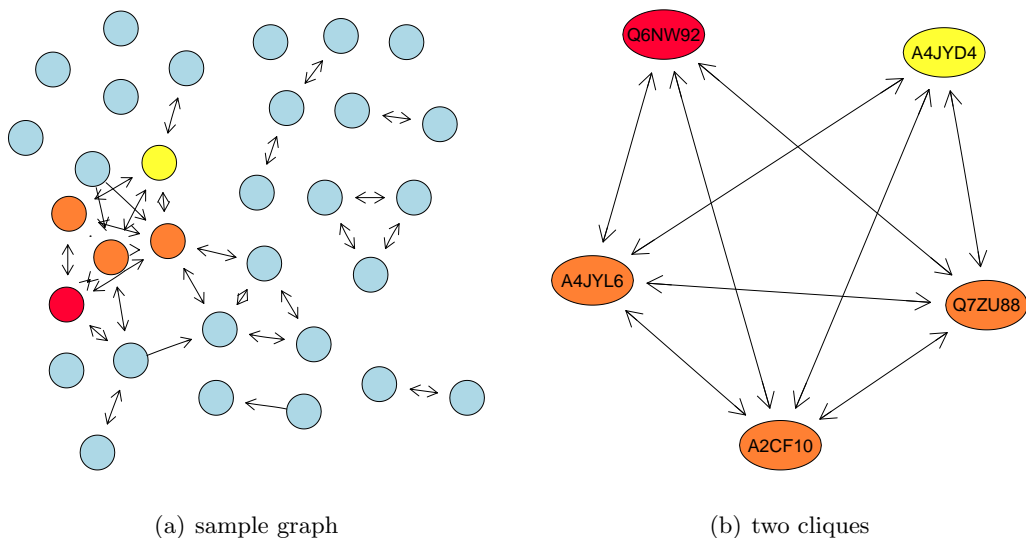 Q6NW92
A4JYD4
A4JYL6
Q7ZU88
A2CF10
(a) sample graph
(b) two cliques